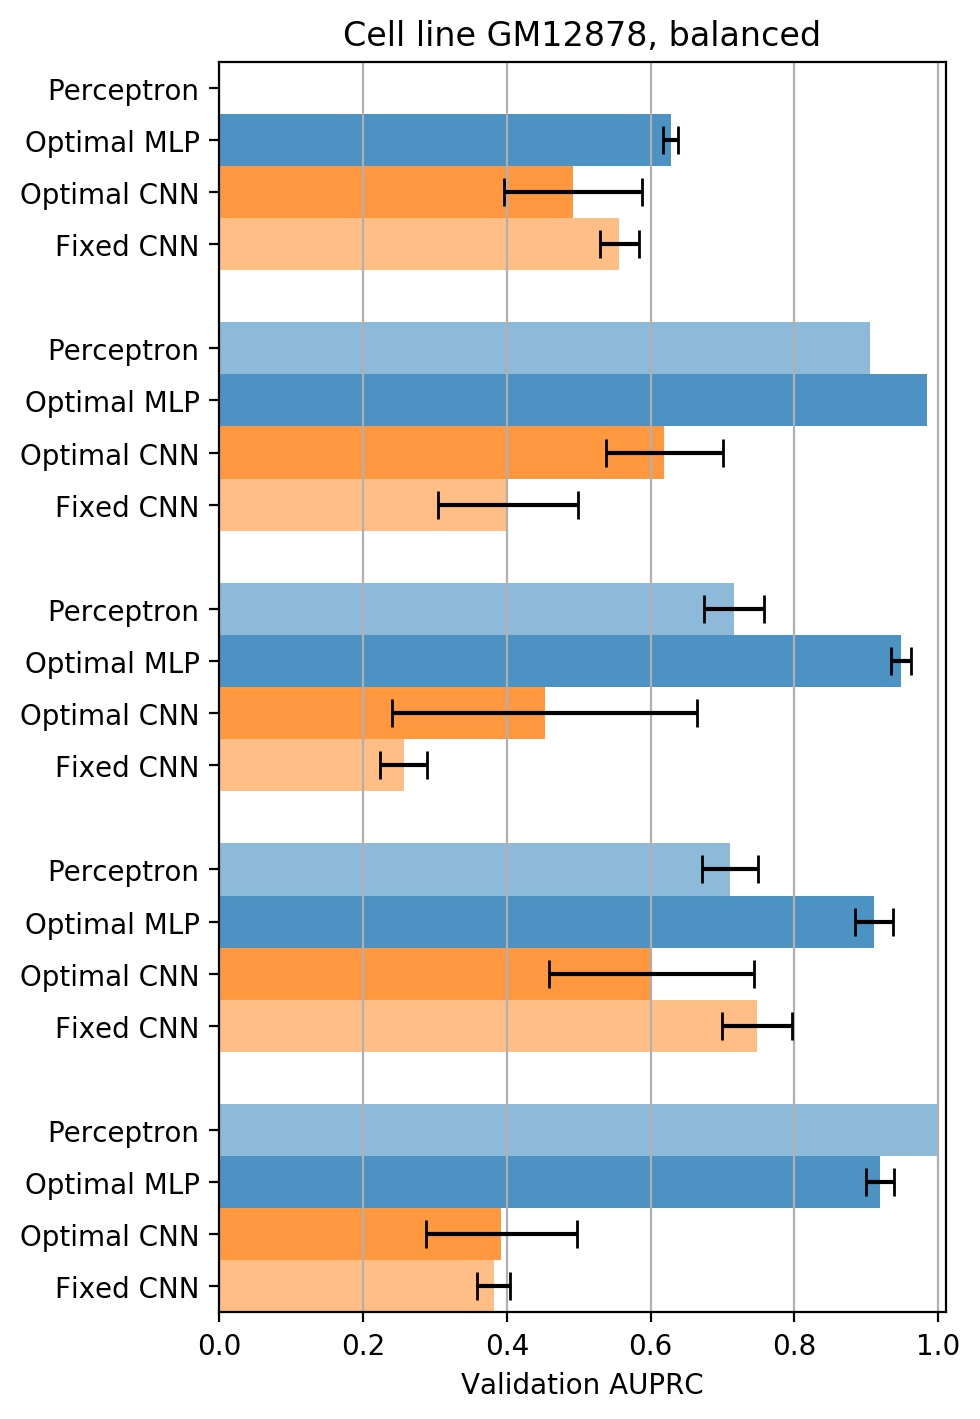 Cell line GM12878, balanced
Perceptron
Optimal MLP
Optimal CNN
Fixed CNN
Perceptron
Optimal MLP
Optimal CNN
Fixed CNN
Perceptron
Optimal MLP
Optimal CNN
Fixed CNN
Perceptron
Optimal MLP
Optimal CNN
Fixed CNN
Perceptron
Optimal MLP
Optimal CNN
Fixed CNN
0.0 0.2 0.4 0.6 0.8 1.0
Validation AUPRC